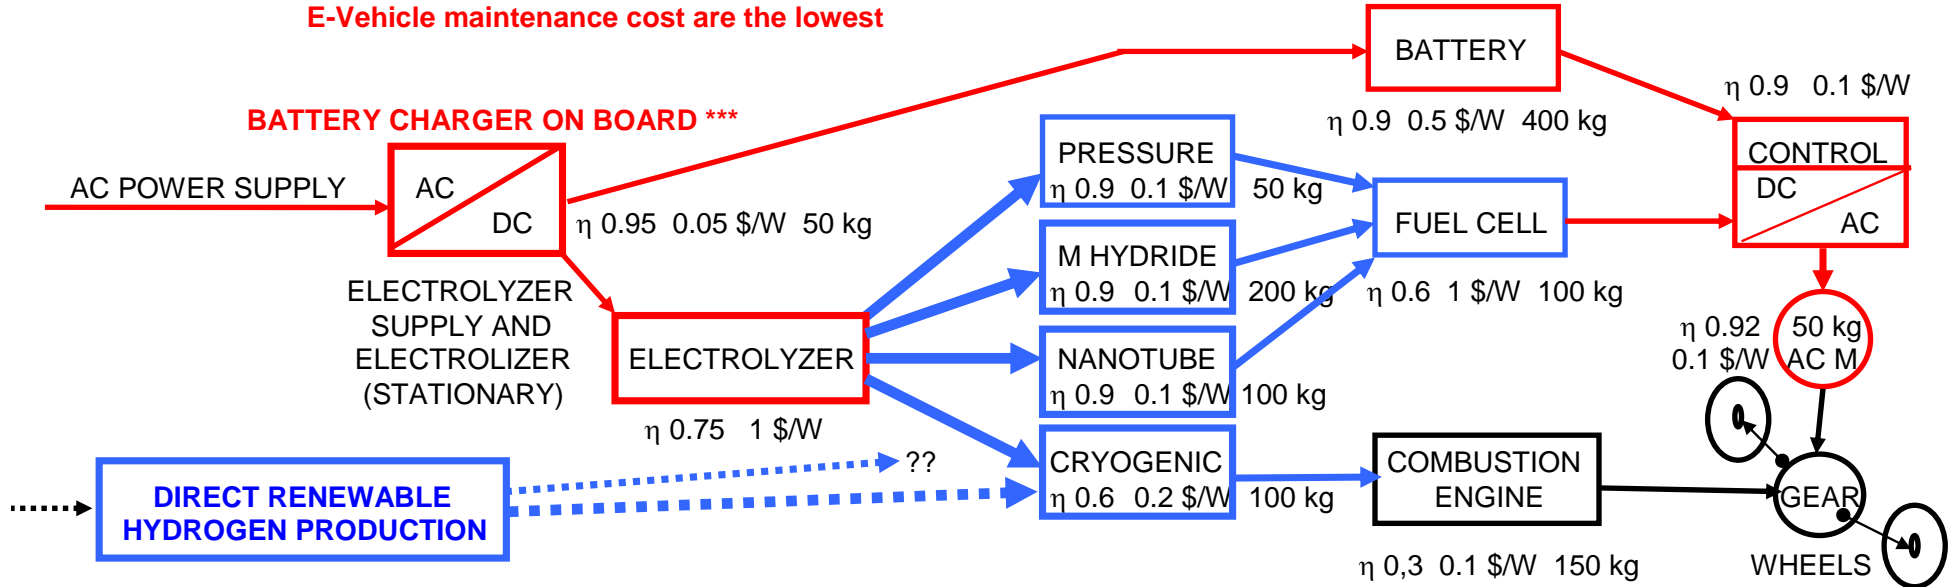 E-Vehicle maintenance cost are the lowest
BATTERY
η 0.9 0.1 $/W
BATTERY CHARGER ON BOARD ***
η 0.9 0.5 $/W 400 kg
AC POWER SUPPLY
AC
DC
η 0.95 0.05 $/W 50 kg
PRESSURE
η 0.9 0.1 $/W 50 kg
CONTROL
DC
AC
FUEL CELL
M HYDRIDE
η 0.9 0.1 $/W 200 kg
η 0.6 1 $/W 100 kg
ELECTROLYZER
SUPPLY AND
ELECTROLIZER
(STATIONARY)
ELECTROLYZER
η 0.75 1 $/W
NANOTUBE
η 0.9 0.1 $/W 100 kg
η 0.92 50 kg
0.1 $/W AC M
??
CRYOGENIC
η 0.6 0.2 $/W 100 kg
COMBUSTION
ENGINE
GEAR
DIRECT RENEWABLE
HYDROGEN PRODUCTION
η 0,3 0.1 $/W 150 kg
WHEELS